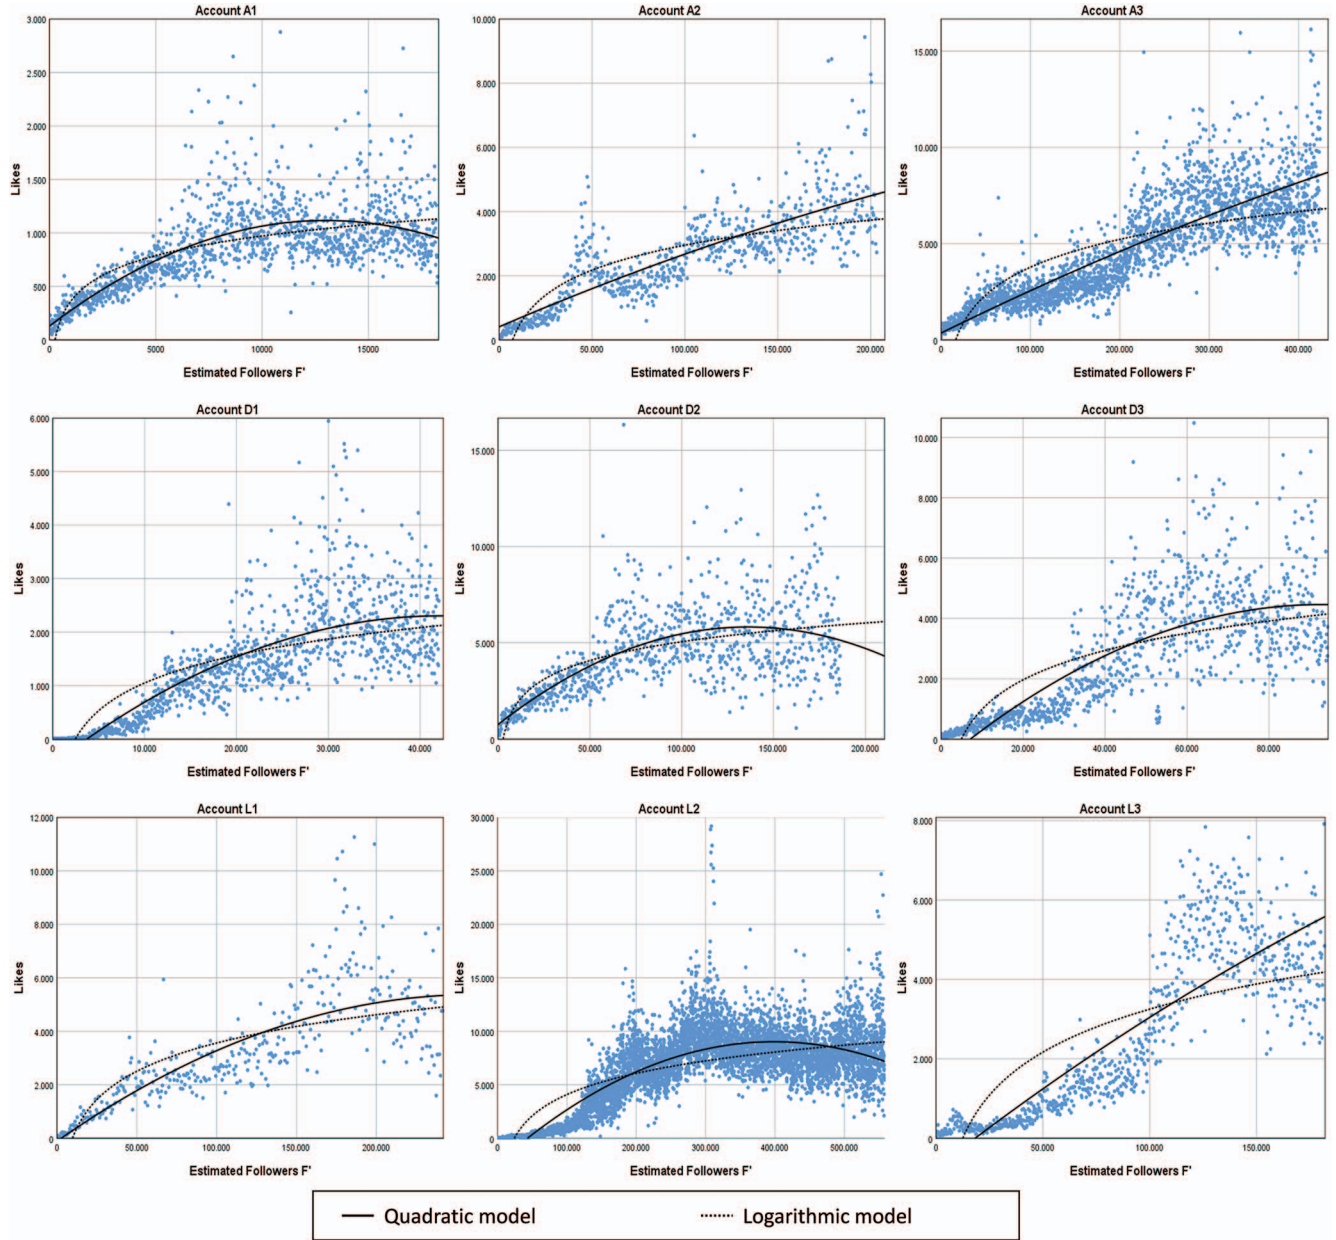 Account A1
3.000
2.500
2.000
1.500
1.000
500
0
Likes
0 5000 10000 15000
Estimated Followers F'
Account A2
10.000
8.000
6.000
4.000
2.000
0
Likes
0 50.000 100.000 150.000 200.000
Estimated Followers F'
Account A3
15.000
10.000
5.000
0
Likes
0 100.000 200.000 300.000 400.000
Estimated Followers F'
Account D1
6.000
5.000
4.000
3.000
2.000
1.000
0
Likes
0 10.000 20.000 30.000 40.000
Estimated Followers F'
Account D2
15.000
10.000
5.000
0
Likes
0 50.000 100.000 150.000 200.000
Estimated Followers F'
Account D3
10.000
8.000
6.000
4.000
2.000
0
Likes
0 20.000 40.000 60.000 80.000
Estimated Followers F'
Account L1
12.000
10.000
8.000
6.000
4.000
2.000
0
Likes
0 50.000 100.000 150.000 200.000
Estimated Followers F'
Account L2
30.000
25.000
20.000
15.000
10.000
5.000
0
Likes
0 100.000 200.000 300.000 400.000 500.000
Estimated Followers F'
Account L3
8.000
6.000
4.000
2.000
0
Likes
0 50.000 100.000 150.000
Estimated Followers F'
Quadratic model
Logarithmic model